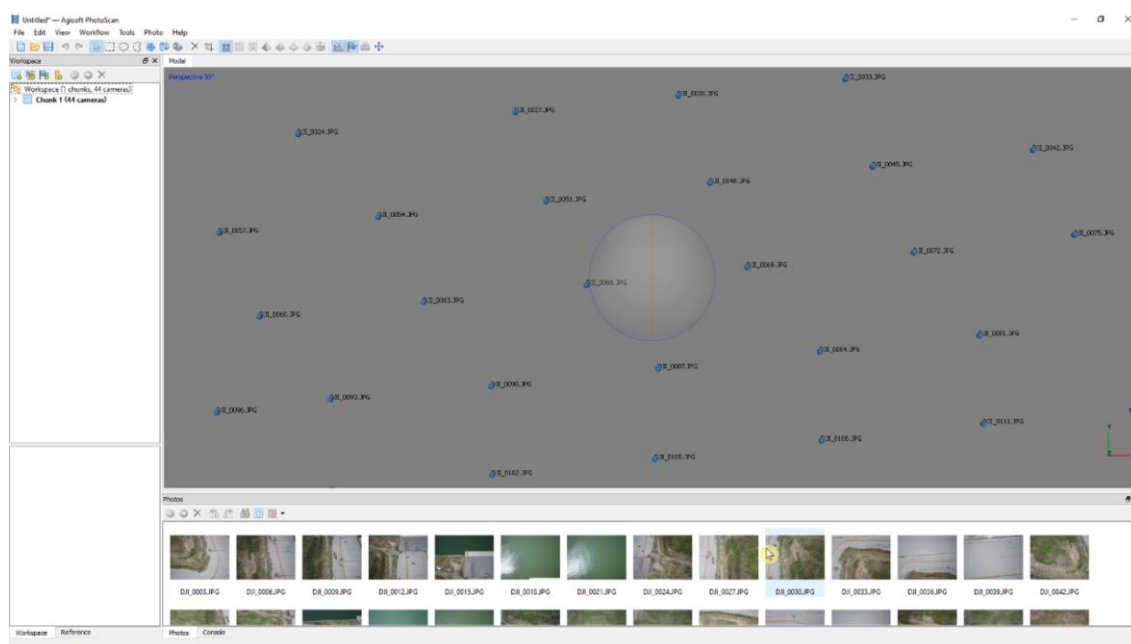 Untitled* — Agisoft PhotoScan
File Edit View Workflow Tools Photo Help
Workspace
Model
Workspace (1 chunks, 44 cameras)
Chunk 1 (44 cameras)
Perspective 30°
DJI_0033.JPG
DJI_0030.JPG
DJI_0027.JPG
DJI_0024.JPG
DJI_0042.JPG
DJI_0045.JPG
DJI_0048.JPG
DJI_0051.JPG
DJI_0054.JPG
DJI_0057.JPG
DJI_0075.JPG
DJI_0072.JPG
DJI_0069.JPG
DJI_0066.JPG
DJI_0063.JPG
DJI_0060.JPG
DJI_0081.JPG
DJI_0084.JPG
DJI_0087.JPG
DJI_0090.JPG
DJI_0093.JPG
DJI_0096.JPG
DJI_0111.JPG
DJI_0108.JPG
DJI_0105.JPG
DJI_0102.JPG
Y
Z
Photos
DJI_0003.JPG DJI_0006.JPG DJI_0009.JPG DJI_0012.JPG DJI_0015.JPG DJI_0018.JPG DJI_0021.JPG DJI_0024.JPG DJI_0027.JPG DJI_0030.JPG DJI_0033.JPG DJI_0036.JPG DJI_0039.JPG DJI_0042.JPG
Workspace Reference
Photos Console